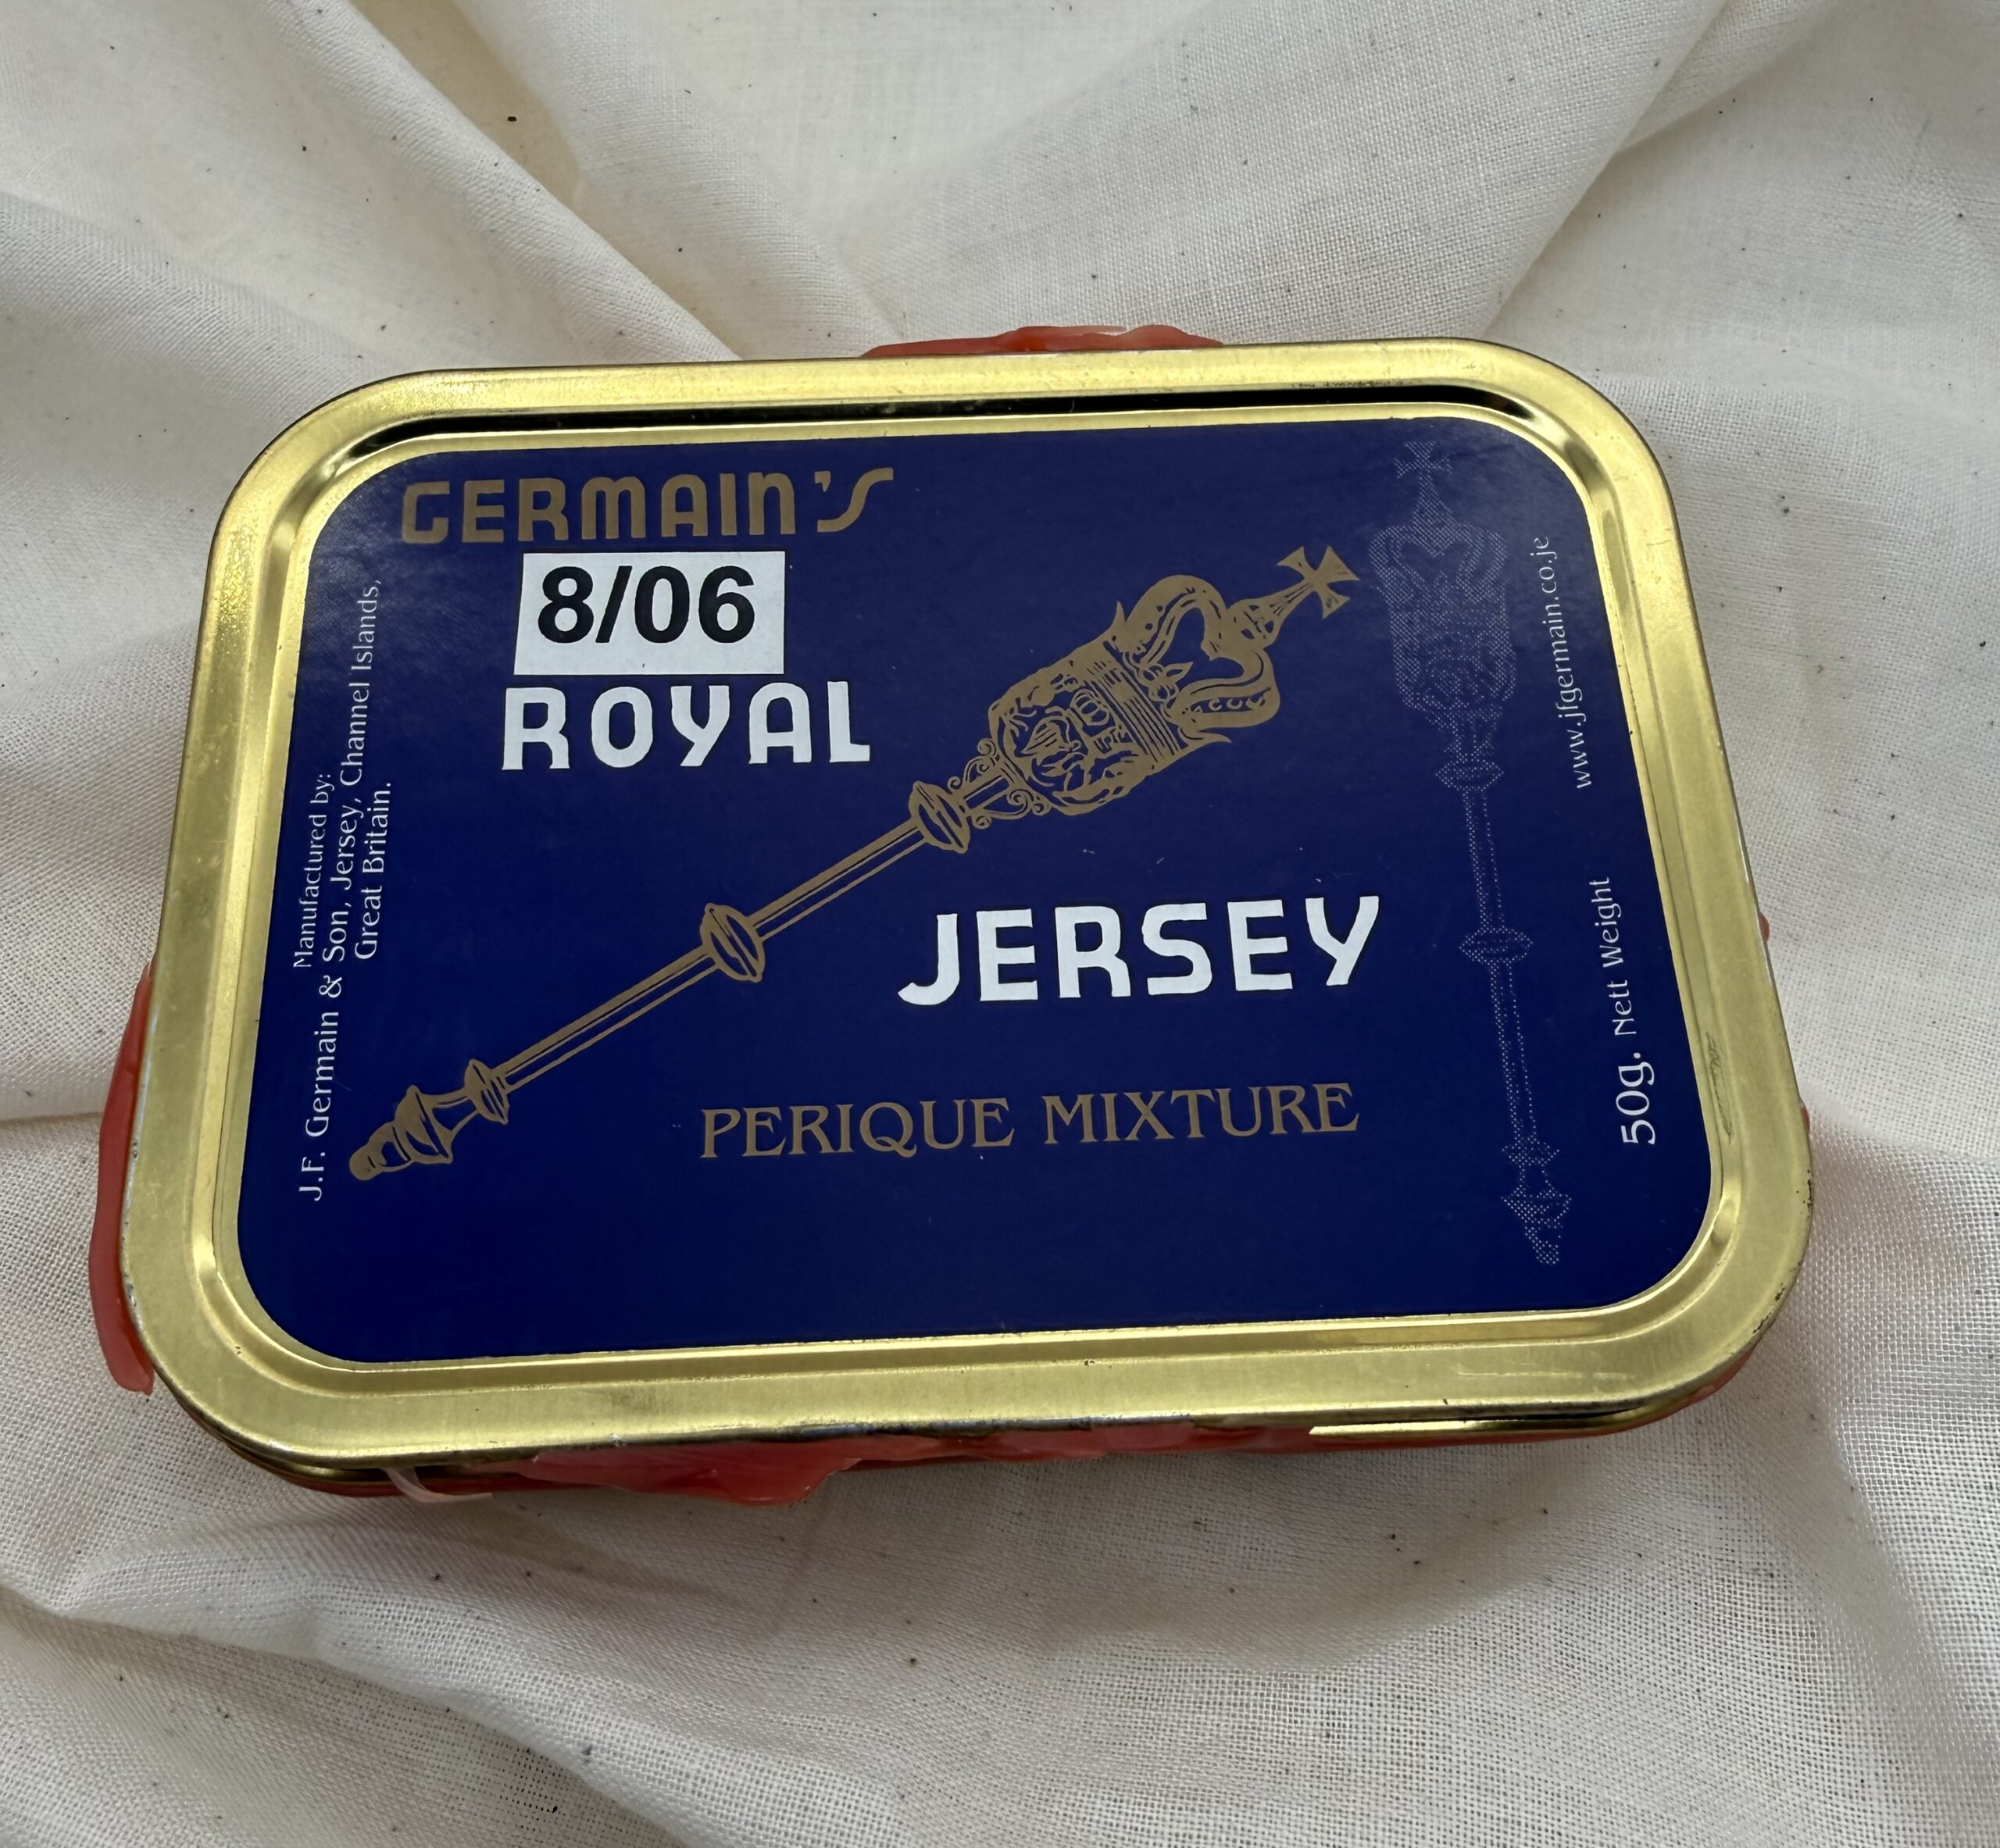 GERMAIN'S
8/06
ROYAL
JERSEY
PERIQUE MIXTURE
Manufactured by:
J.F. Germain & Son, Jersey, Channel Islands,
Great Britain.
www.jfgermain.co.je
50g. Nett Weight